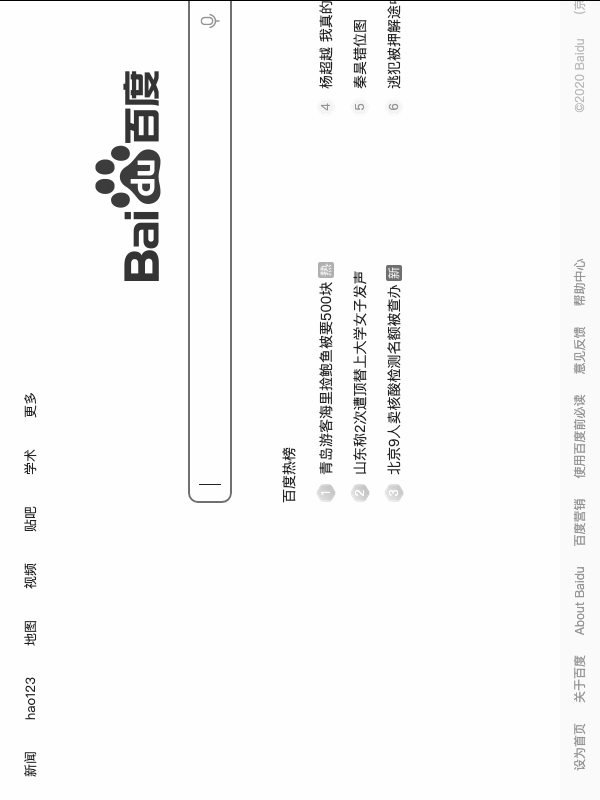 新闻 hao123 地图 视频 贴吧 学术 更多
Bai du 百度
百度热榜
1 青岛游客海里捡鲍鱼被要500块 热
4 杨超越 我真的
2 山东称2次遭顶替上大学女子发声
5 秦昊错位图
3 北京9人卖核酸检测名额被查办 新
6 逃犯被押解途
设为首页 关于百度 About Baidu 百度营销 使用百度前必读 意见反馈 帮助中心 ©2020 Baidu (京